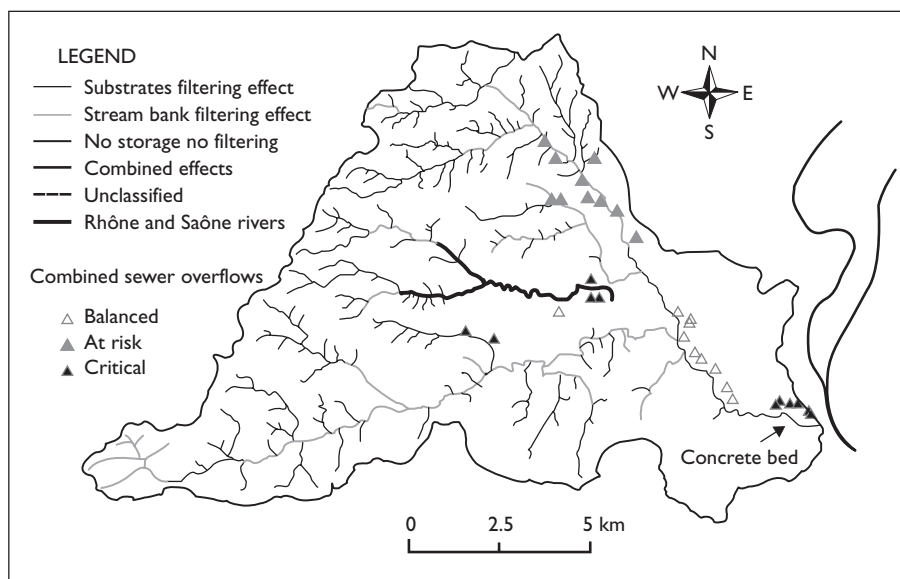 LEGEND
Substrates filtering effect
Stream bank filtering effect
No storage no filtering
Combined effects
Unclassified
Rhône and Saône rivers
Combined sewer overflows
Balanced
At risk
Critical
N
W E
S
Concrete bed
0 2.5 5 km